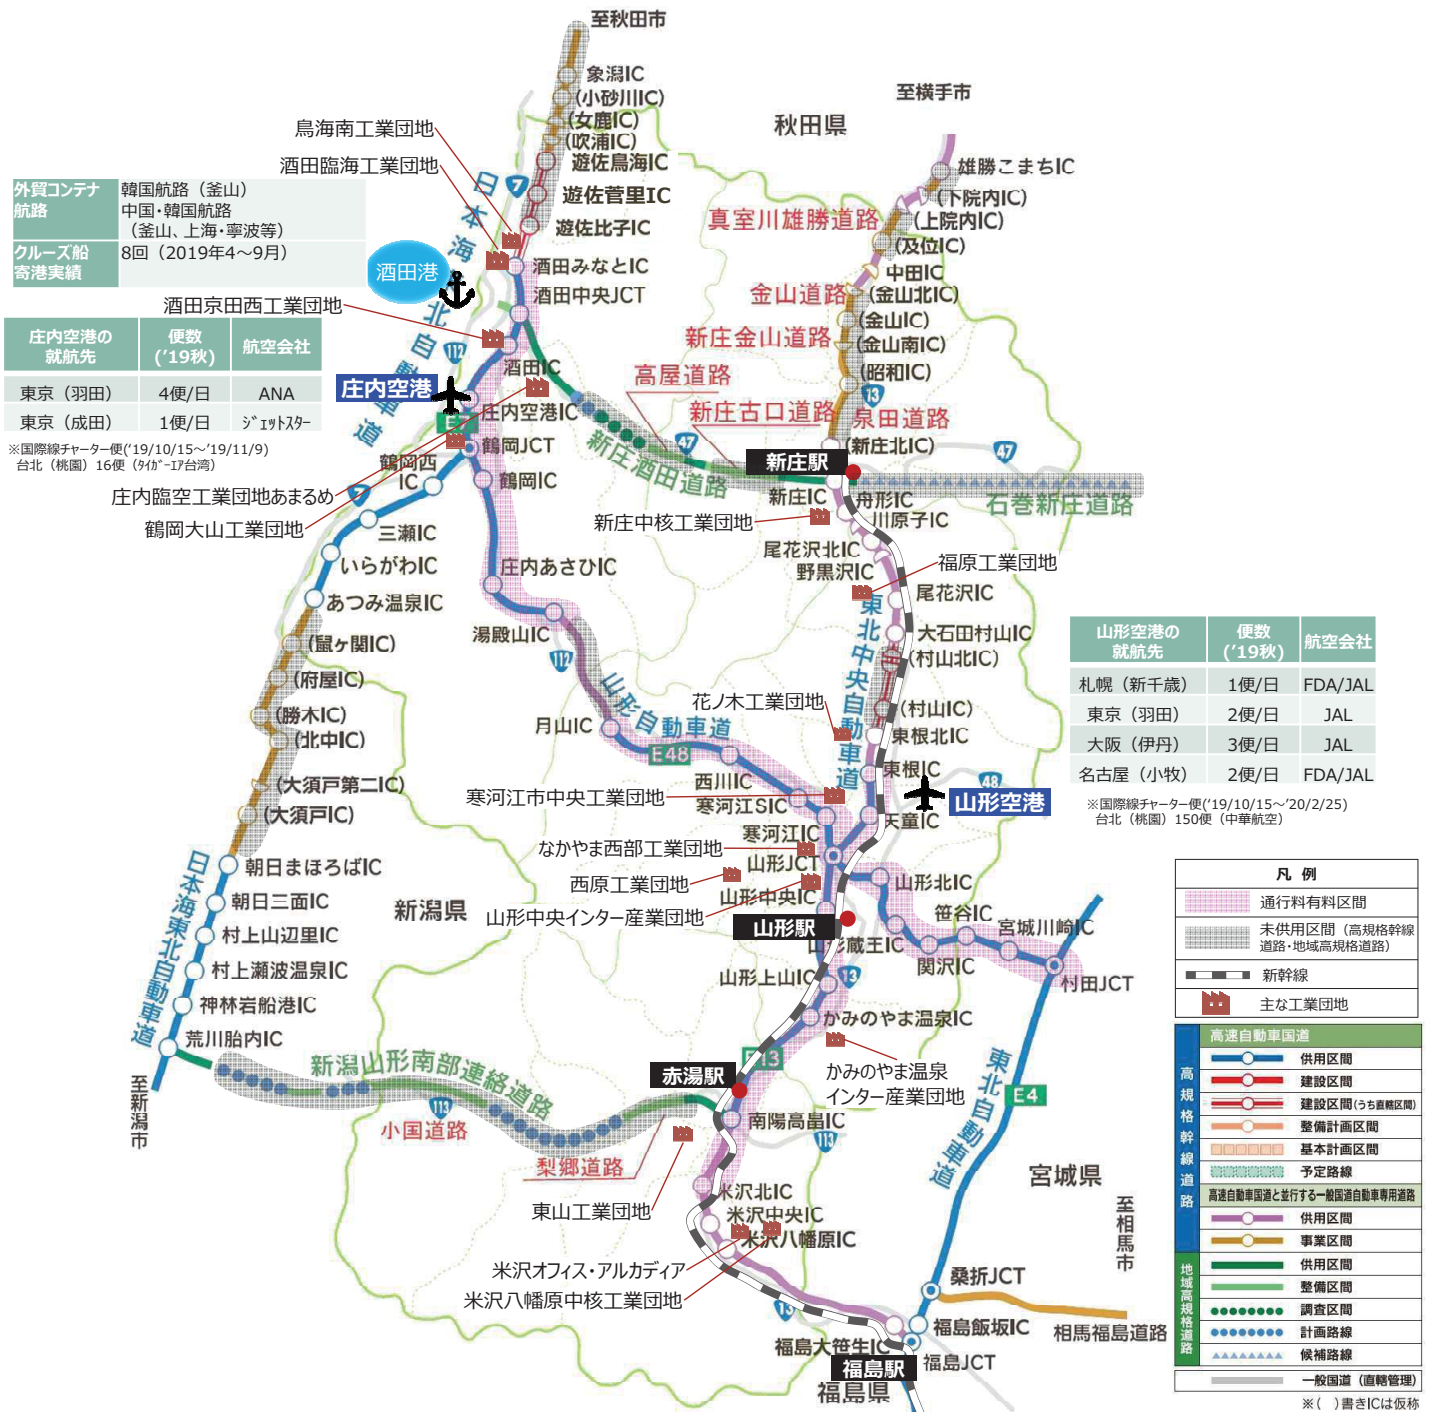 至秋田市
象潟IC
(小砂川IC)
(女鹿IC)
(吹浦IC)
遊佐鳥海IC
遊佐菅里IC
遊佐比子IC
酒田みなとIC
酒田中央JCT
鳥海南工業団地
酒田臨海工業団地
外貿コンテナ航路
韓国航路（釜山）
中国・韓国航路
（釜山、上海・寧波等）
クルーズ船寄港実績
8回（2019年4～9月）
酒田港
日本海東北自動車道
7
112
酒田京田西工業団地
庄内空港の就航先 便数('19秋) 航空会社
東京（羽田） 4便/日 ANA
東京（成田） 1便/日 ｼﾞｪｯﾄｽﾀｰ
※国際線チャーター便('19/10/15～'19/11/9)
台北（桃園）16便（ﾀｲｶﾞｰｴｱ台湾）
庄内空港
酒田IC
庄内空港IC
鶴岡JCT
鶴岡西IC
鶴岡IC
庄内臨空工業団地あまるめ
鶴岡大山工業団地
7
三瀬IC
いらがわIC
あつみ温泉IC
(鼠ヶ関IC)
(府屋IC)
(勝木IC)
(北中IC)
(大須戸第二IC)
(大須戸IC)
朝日まほろばIC
朝日三面IC
村上山辺里IC
村上瀬波温泉IC
神林岩船港IC
荒川胎内IC
日本海東北自動車道
至新潟市
新潟県
至横手市
秋田県
雄勝こまちIC
(下院内IC)
(上院内IC)
(及位IC)
中田IC
(金山北IC)
(金山IC)
(金山南IC)
(昭和IC)
(新庄北IC)
真室川雄勝道路
金山道路
新庄金山道路
高屋道路
新庄古口道路
泉田道路
13
47
47
新庄酒田道路
石巻新庄道路
新庄駅
新庄IC
舟形IC
川原子IC
新庄中核工業団地
尾花沢北IC
野黒沢IC
福原工業団地
尾花沢IC
大石田村山IC
(村山北IC)
(村山IC)
東根北IC
東根IC
東北中央自動車道
花ノ木工業団地
庄内あさひIC
湯殿山IC
112
月山IC
山形自動車道
E48
西川IC
寒河江SIC
寒河江IC
寒河江市中央工業団地
なかやま西部工業団地
西原工業団地
山形中央インター産業団地
山形JCT
山形中央IC
山形駅
山形空港
48
天童IC
山形空港の就航先 便数('19秋) 航空会社
札幌（新千歳） 1便/日 FDA/JAL
東京（羽田） 2便/日 JAL
大阪（伊丹） 3便/日 JAL
名古屋（小牧） 2便/日 FDA/JAL
※国際線チャーター便('19/10/15～'20/2/25)
台北（桃園）150便（中華航空）
山形北IC
笹谷IC
関沢IC
宮城川崎IC
村田JCT
山形蔵王IC
山形上山IC
13
かみのやま温泉IC
かみのやま温泉
インター産業団地
E13
赤湯駅
南陽高畠IC
113
新潟山形南部連絡道路
113
小国道路
梨郷道路
東山工業団地
米沢北IC
米沢中央IC
米沢八幡原IC
米沢オフィス・アルカディア
米沢八幡原中核工業団地
13
福島大笹生IC
福島駅
福島県
福島JCT
福島飯坂IC
桑折JCT
相馬福島道路
至相馬市
宮城県
東北自動車道
E4
凡 例
通行料有料区間
未供用区間（高規格幹線道路・地域高規格道路）
新幹線
主な工業団地
高規格幹線道路
高速自動車国道
供用区間
建設区間
建設区間(うち直轄区間)
整備計画区間
基本計画区間
予定路線
高速自動車国道と並行する一般国道自動車専用道路
供用区間
事業区間
地域高規格道路
供用区間
整備区間
調査区間
計画路線
候補路線
一般国道（直轄管理）
※（ ）書きICは仮称